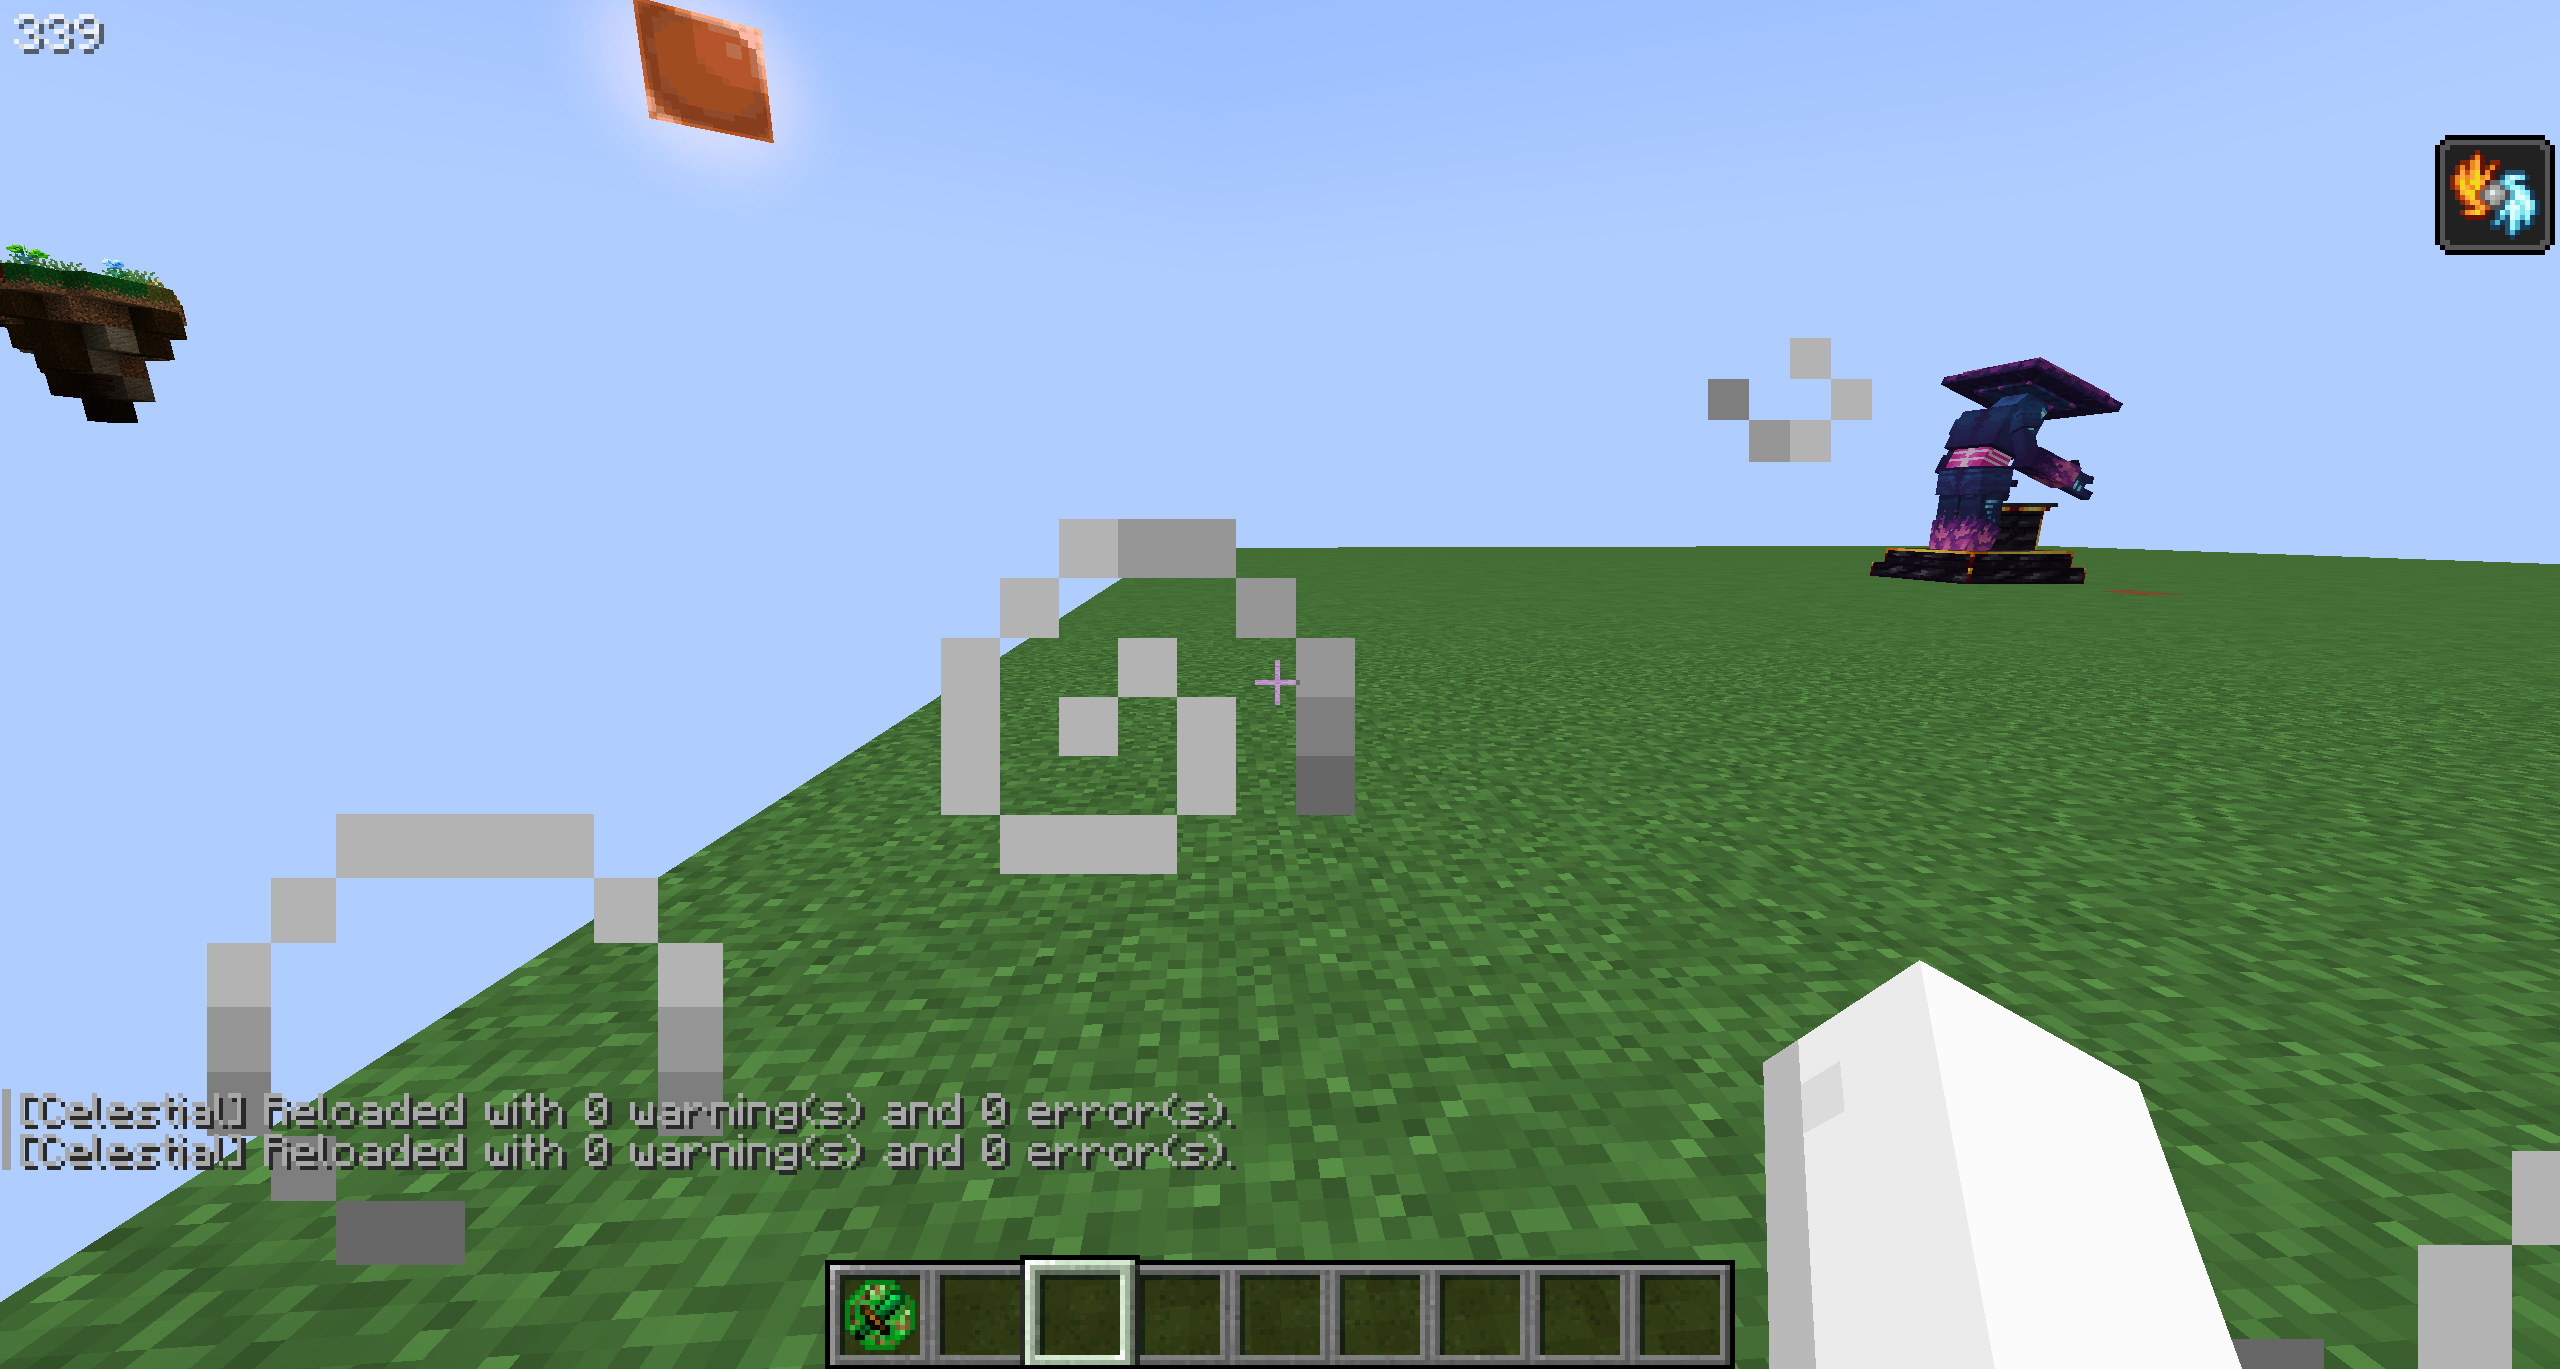 339
[Celestial] Reloaded with 0 warning(s) and 0 error(s).
[Celestial] Reloaded with 0 warning(s) and 0 error(s).